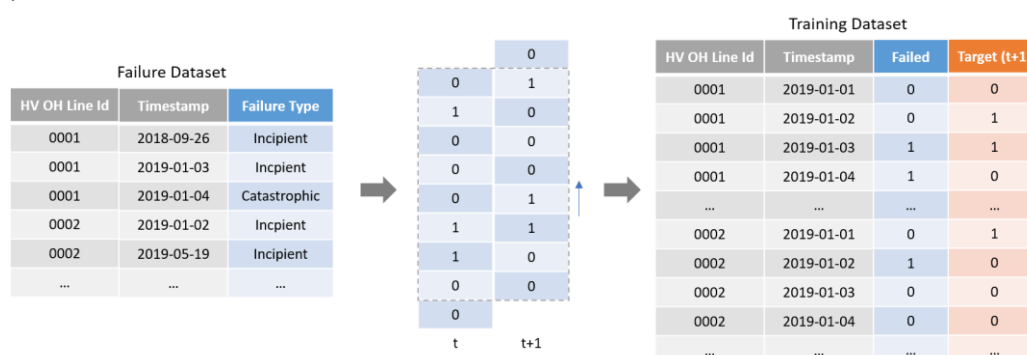 Failure Dataset
HV OH Line Id Timestamp Failure Type
0001 2018-09-26 Incipient
0001 2019-01-03 Incpient
0001 2019-01-04 Catastrophic
0002 2019-01-02 Incpient
0002 2019-05-19 Incipient
... ... ...
0
0 1
1 0
0 0
0 0
0 1
1 1
1 0
0 0
0
t t+1
Training Dataset
HV OH Line Id Timestamp Failed Target (t+1
0001 2019-01-01 0 0
0001 2019-01-02 0 1
0001 2019-01-03 1 1
0001 2019-01-04 1 0
... ... ... ...
0002 2019-01-01 0 1
0002 2019-01-02 1 0
0002 2019-01-03 0 0
0002 2019-01-04 0 0
... ... ... ...